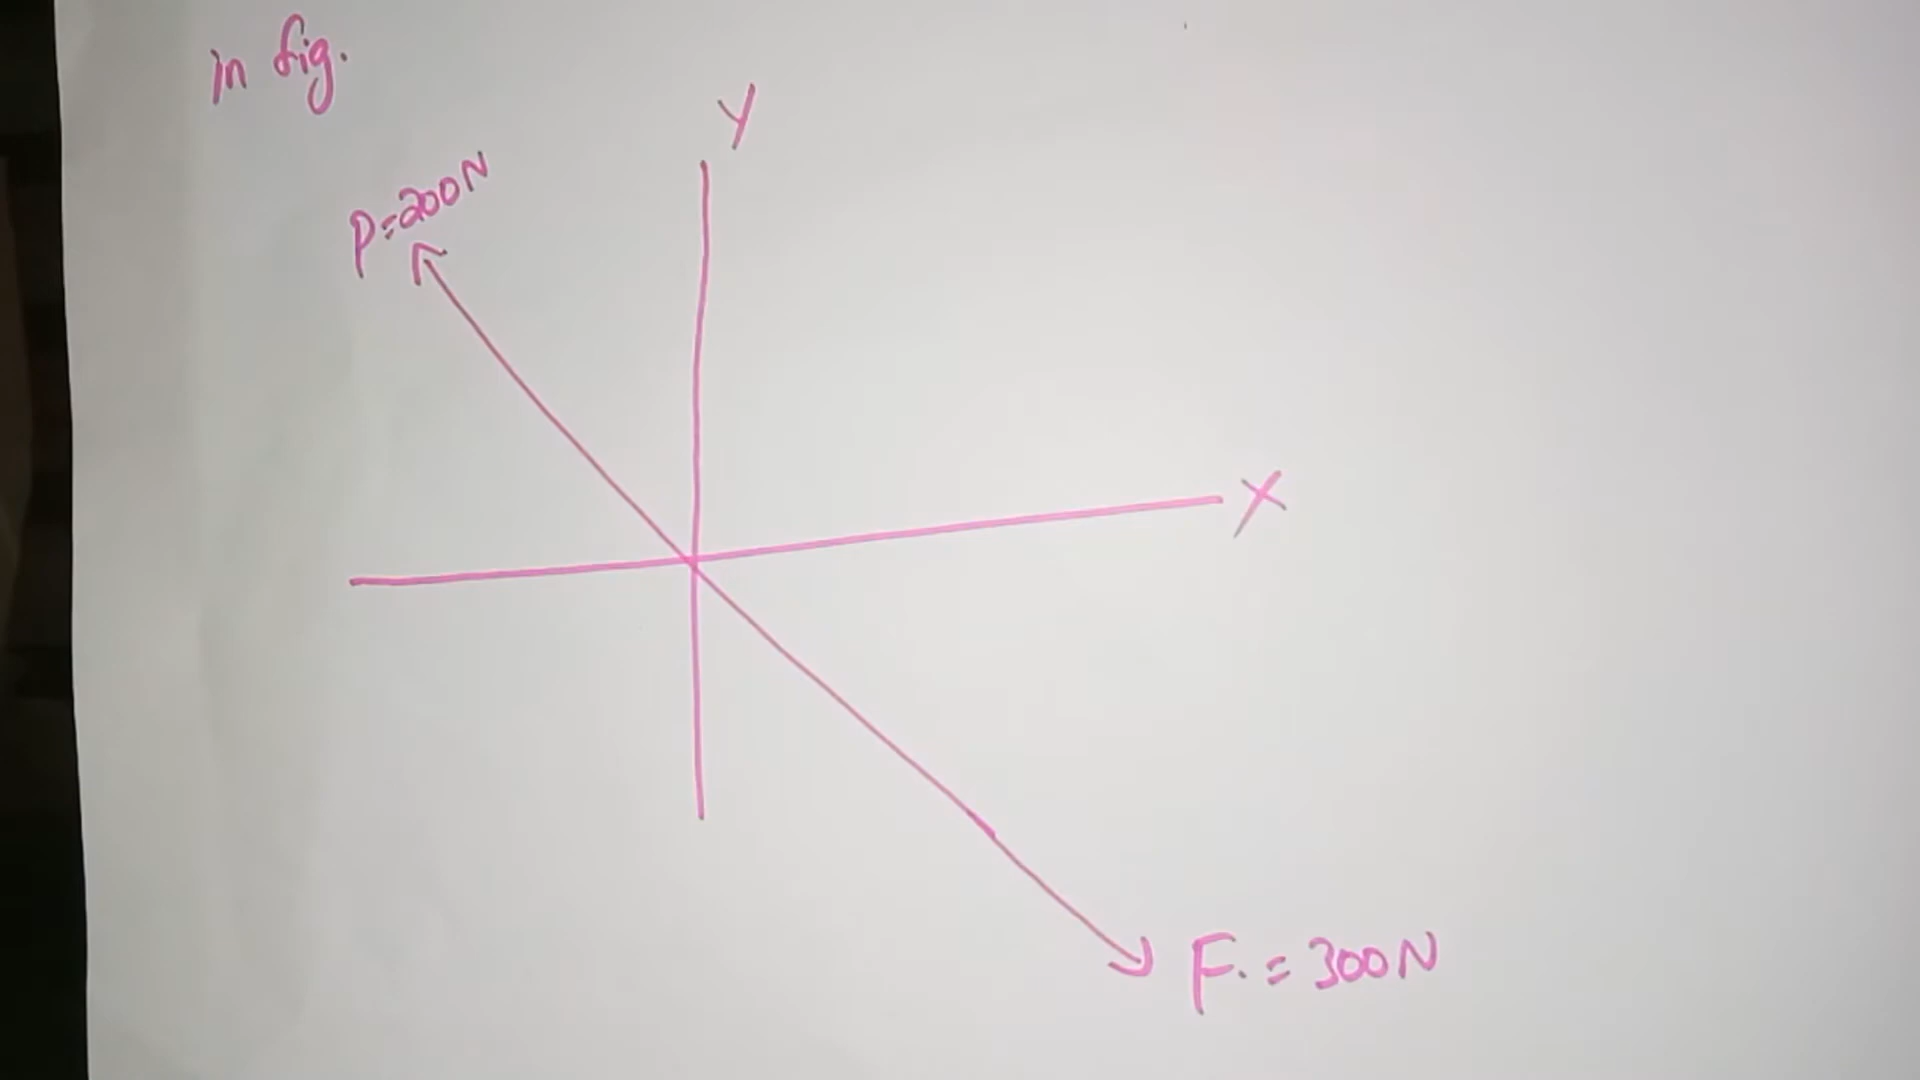 in fig.
Y
P=200N
X
F. = 300N